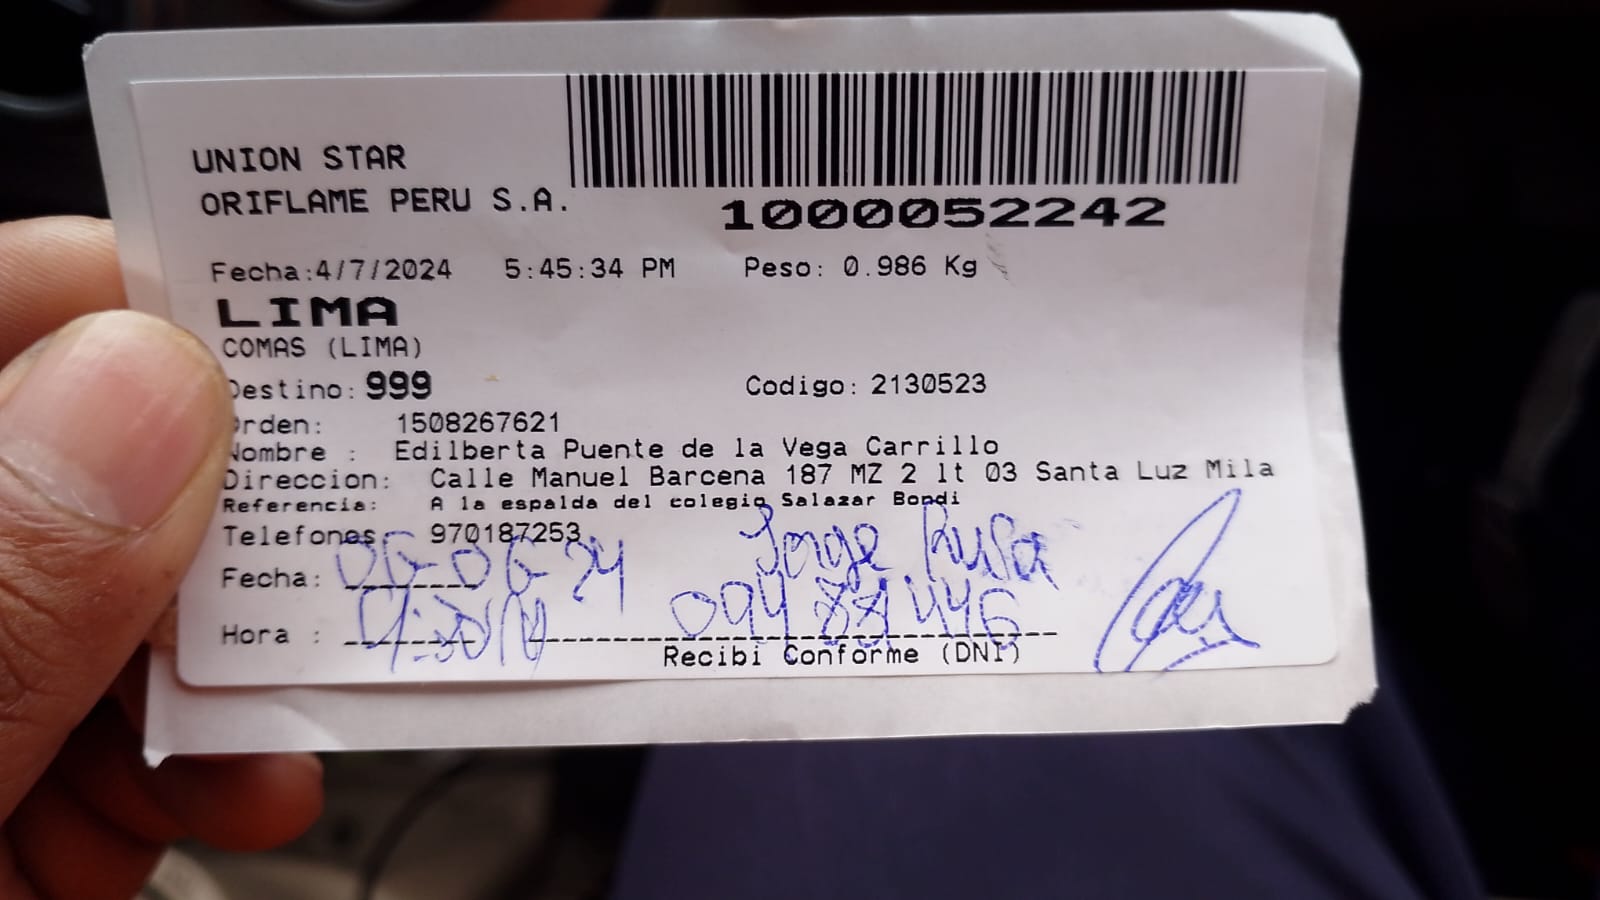 UNION STAR
ORIFLAME PERU S.A.
1000052242
Fecha:4/7/2024 5:45:34 PM Peso: 0.986 Kg
LIMA
COMAS (LIMA)
Destino: 999 Codigo: 2130523
Orden: 1508267621
Nombre : Edilberta Puente de la Vega Carrillo
Direccion: Calle Manuel Barcena 187 MZ 2 lt 03 Santa Luz Mila
Referencia: A la espalda del colegio Salazar Bondi
Telefonos: 970187253
Jorge
Fecha:
Hora :
Recibi Conforme (DNI)